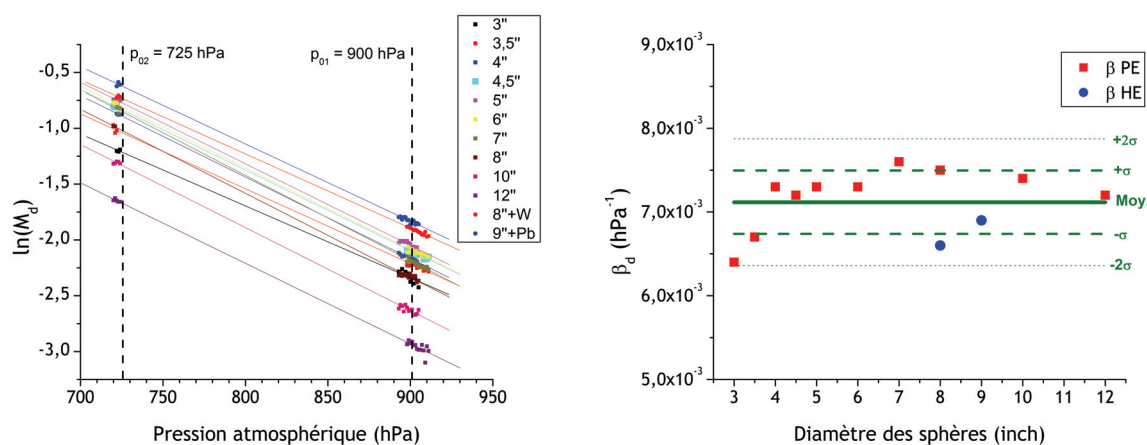 p02 = 725 hPa
p01 = 900 hPa
3"
3,5"
4"
4,5"
5"
6"
7"
8"
10"
12"
8"+W
9"+Pb
ln(Md)
-0,5
-1,0
-1,5
-2,0
-2,5
-3,0
700 750 800 850 900 950
Pression atmosphérique (hPa)
β PE
β HE
βd (hPa-1)
9,0x10-3
8,0x10-3
7,0x10-3
6,0x10-3
5,0x10-3
+2σ
+σ
Moy.
-σ
-2σ
3 4 5 6 7 8 9 10 11 12
Diamètre des sphères (inch)